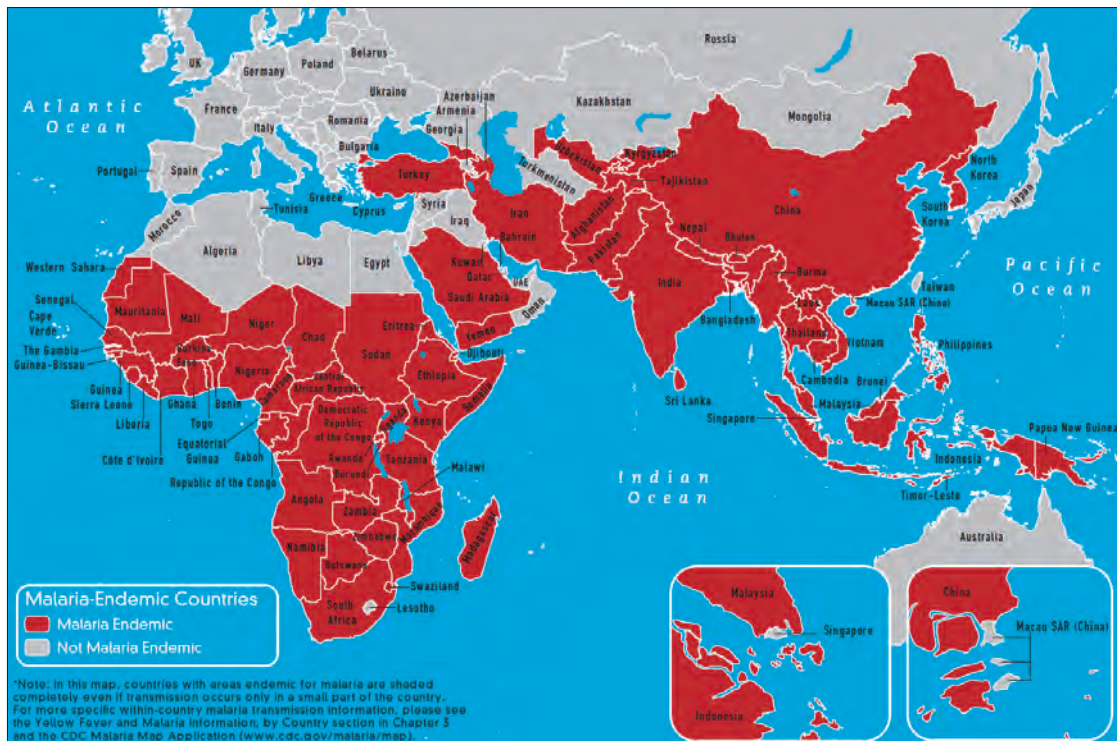 Russia
UK
Belarus
Poland
Germany
Atlantic
Ocean
Ukraine
France
Azerbaijan
Armenia
Kazakhstan
Mongolia
Romania
Italy
Georgia
Bulgaria
Uzbekistan
Kyrgyzstan
North
Korea
Portugal
Spain
Turkey
Turkmenistan
Tajikistan
Japan
Greece
Cyprus
Syria
China
South
Korea
Tunisia
Morocco
Iraq
Iran
Afghanistan
Algeria
Bahrain
Pakistan
Nepal
Bhutan
Libya
Egypt
Kuwait
Qatar
UAE
Western Sahara
Saudi Arabia
Oman
India
Burma
Pacific
Ocean
Taiwan
Macau SAR (China)
Laos
Bangladesh
Senegal
Cape
Verde
Mauritania
Mali
Niger
Chad
Eritrea
Yemen
Sudan
Djibouti
Thailand
Vietnam
Philippines
The Gambia
Guinea-Bissau
Burkina
Faso
Nigeria
Ethiopia
Cambodia
Brunei
Guinea
Sierra Leone
Ghana
Benin
Cameroon
Central
African Republic
Somalia
Sri Lanka
Malaysia
Singapore
Liberia
Togo
Equatorial
Guinea
Democratic
Republic
of the Congo
Uganda
Kenya
Papua New Guinea
Côte d'Ivoire
Gabon
Rwanda
Burundi
Tanzania
Malawi
Indonesia
Republic of the Congo
Indian
Ocean
Timor-Leste
Angola
Zambia
Mozambique
Madagascar
Zimbabwe
Namibia
Botswana
Australia
Swaziland
South
Africa
Lesotho
Malaria-Endemic Countries
Malaria Endemic
Not Malaria Endemic
Malaysia
Singapore
Indonesia
China
Macau SAR (China)
*Note: In this map, countries with areas endemic for malaria are shaded
completely even if transmission occurs only in a small part of the country.
For more specific within-country malaria transmission information, please see
the Yellow Fever and Malaria Information, by Country section in Chapter 3
and the CDC Malaria Map Application (www.cdc.gov/malaria/map).